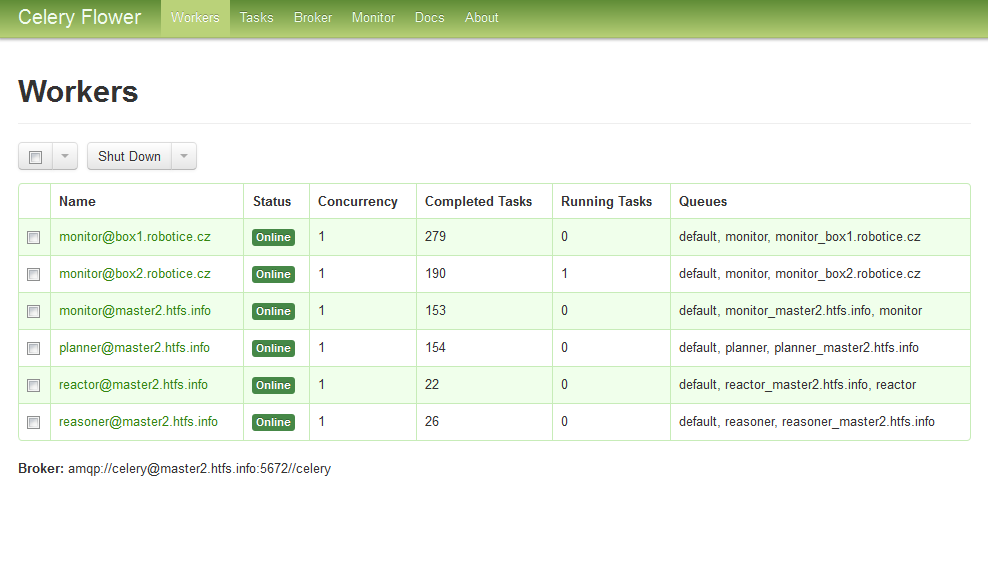 Celery Flower Workers Tasks Broker Monitor Docs About
Workers
Shut Down
Name Status Concurrency Completed Tasks Running Tasks Queues
monitor@box1.robotice.cz Online 1 279 0 default, monitor, monitor_box1.robotice.cz
monitor@box2.robotice.cz Online 1 190 1 default, monitor, monitor_box2.robotice.cz
monitor@master2.htfs.info Online 1 153 0 default, monitor_master2.htfs.info, monitor
planner@master2.htfs.info Online 1 154 0 default, planner, planner_master2.htfs.info
reactor@master2.htfs.info Online 1 22 0 default, reactor_master2.htfs.info, reactor
reasoner@master2.htfs.info Online 1 26 0 default, reasoner, reasoner_master2.htfs.info
Broker: amqp://celery@master2.htfs.info:5672//celery